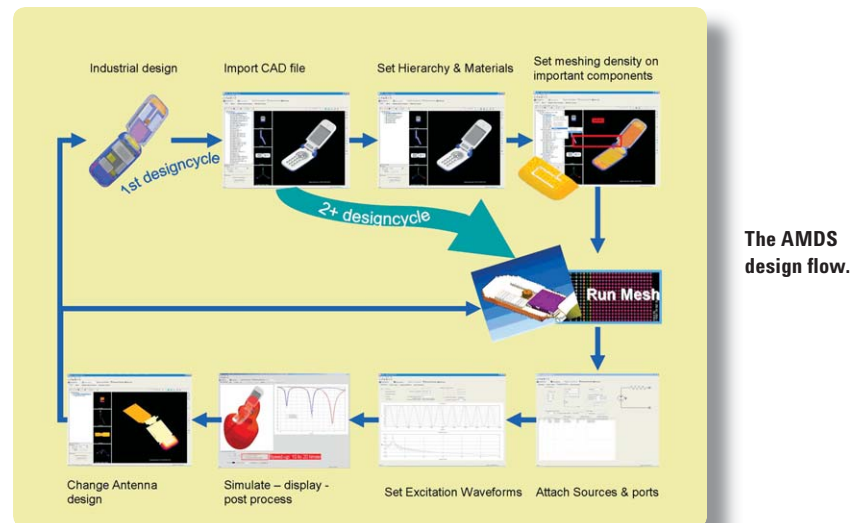 Industrial design
Import CAD file
Set Hierarchy & Materials
Set meshing density on
important components
1st designcycle
2+ designcycle
Run Mesh
The AMDS
design flow.
Change Antenna
design
Simulate – display -
post process
Set Excitation Waveforms
Attach Sources & ports